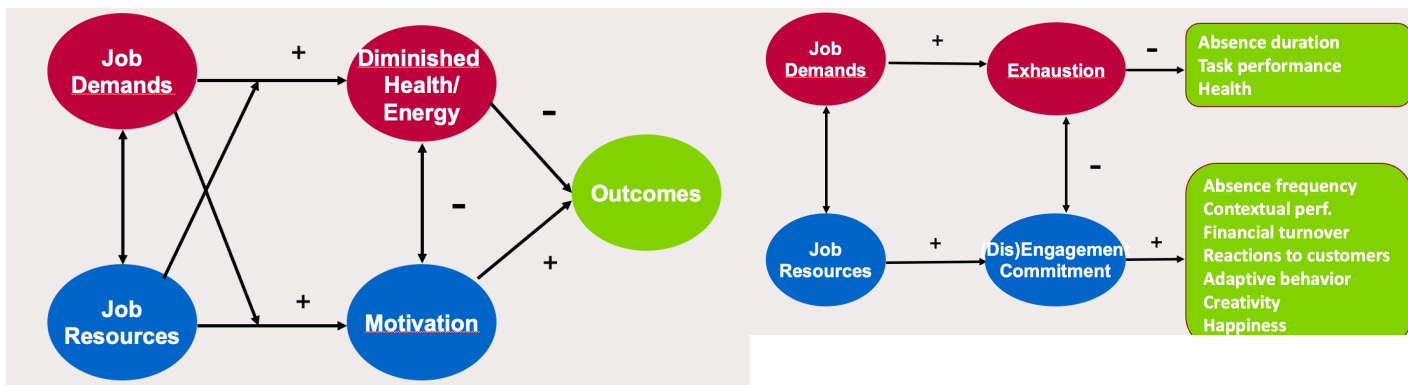 Job
Demands
+
Diminished
Health/
Energy
-
Outcomes
-
+
Job
Resources
+
Motivation
Job
Demands
+
Exhaustion
-
Absence duration
Task performance
Health
-
Job
Resources
+
(Dis)Engagement
Commitment
+
Absence frequency
Contextual perf.
Financial turnover
Reactions to customers
Adaptive behavior
Creativity
Happiness